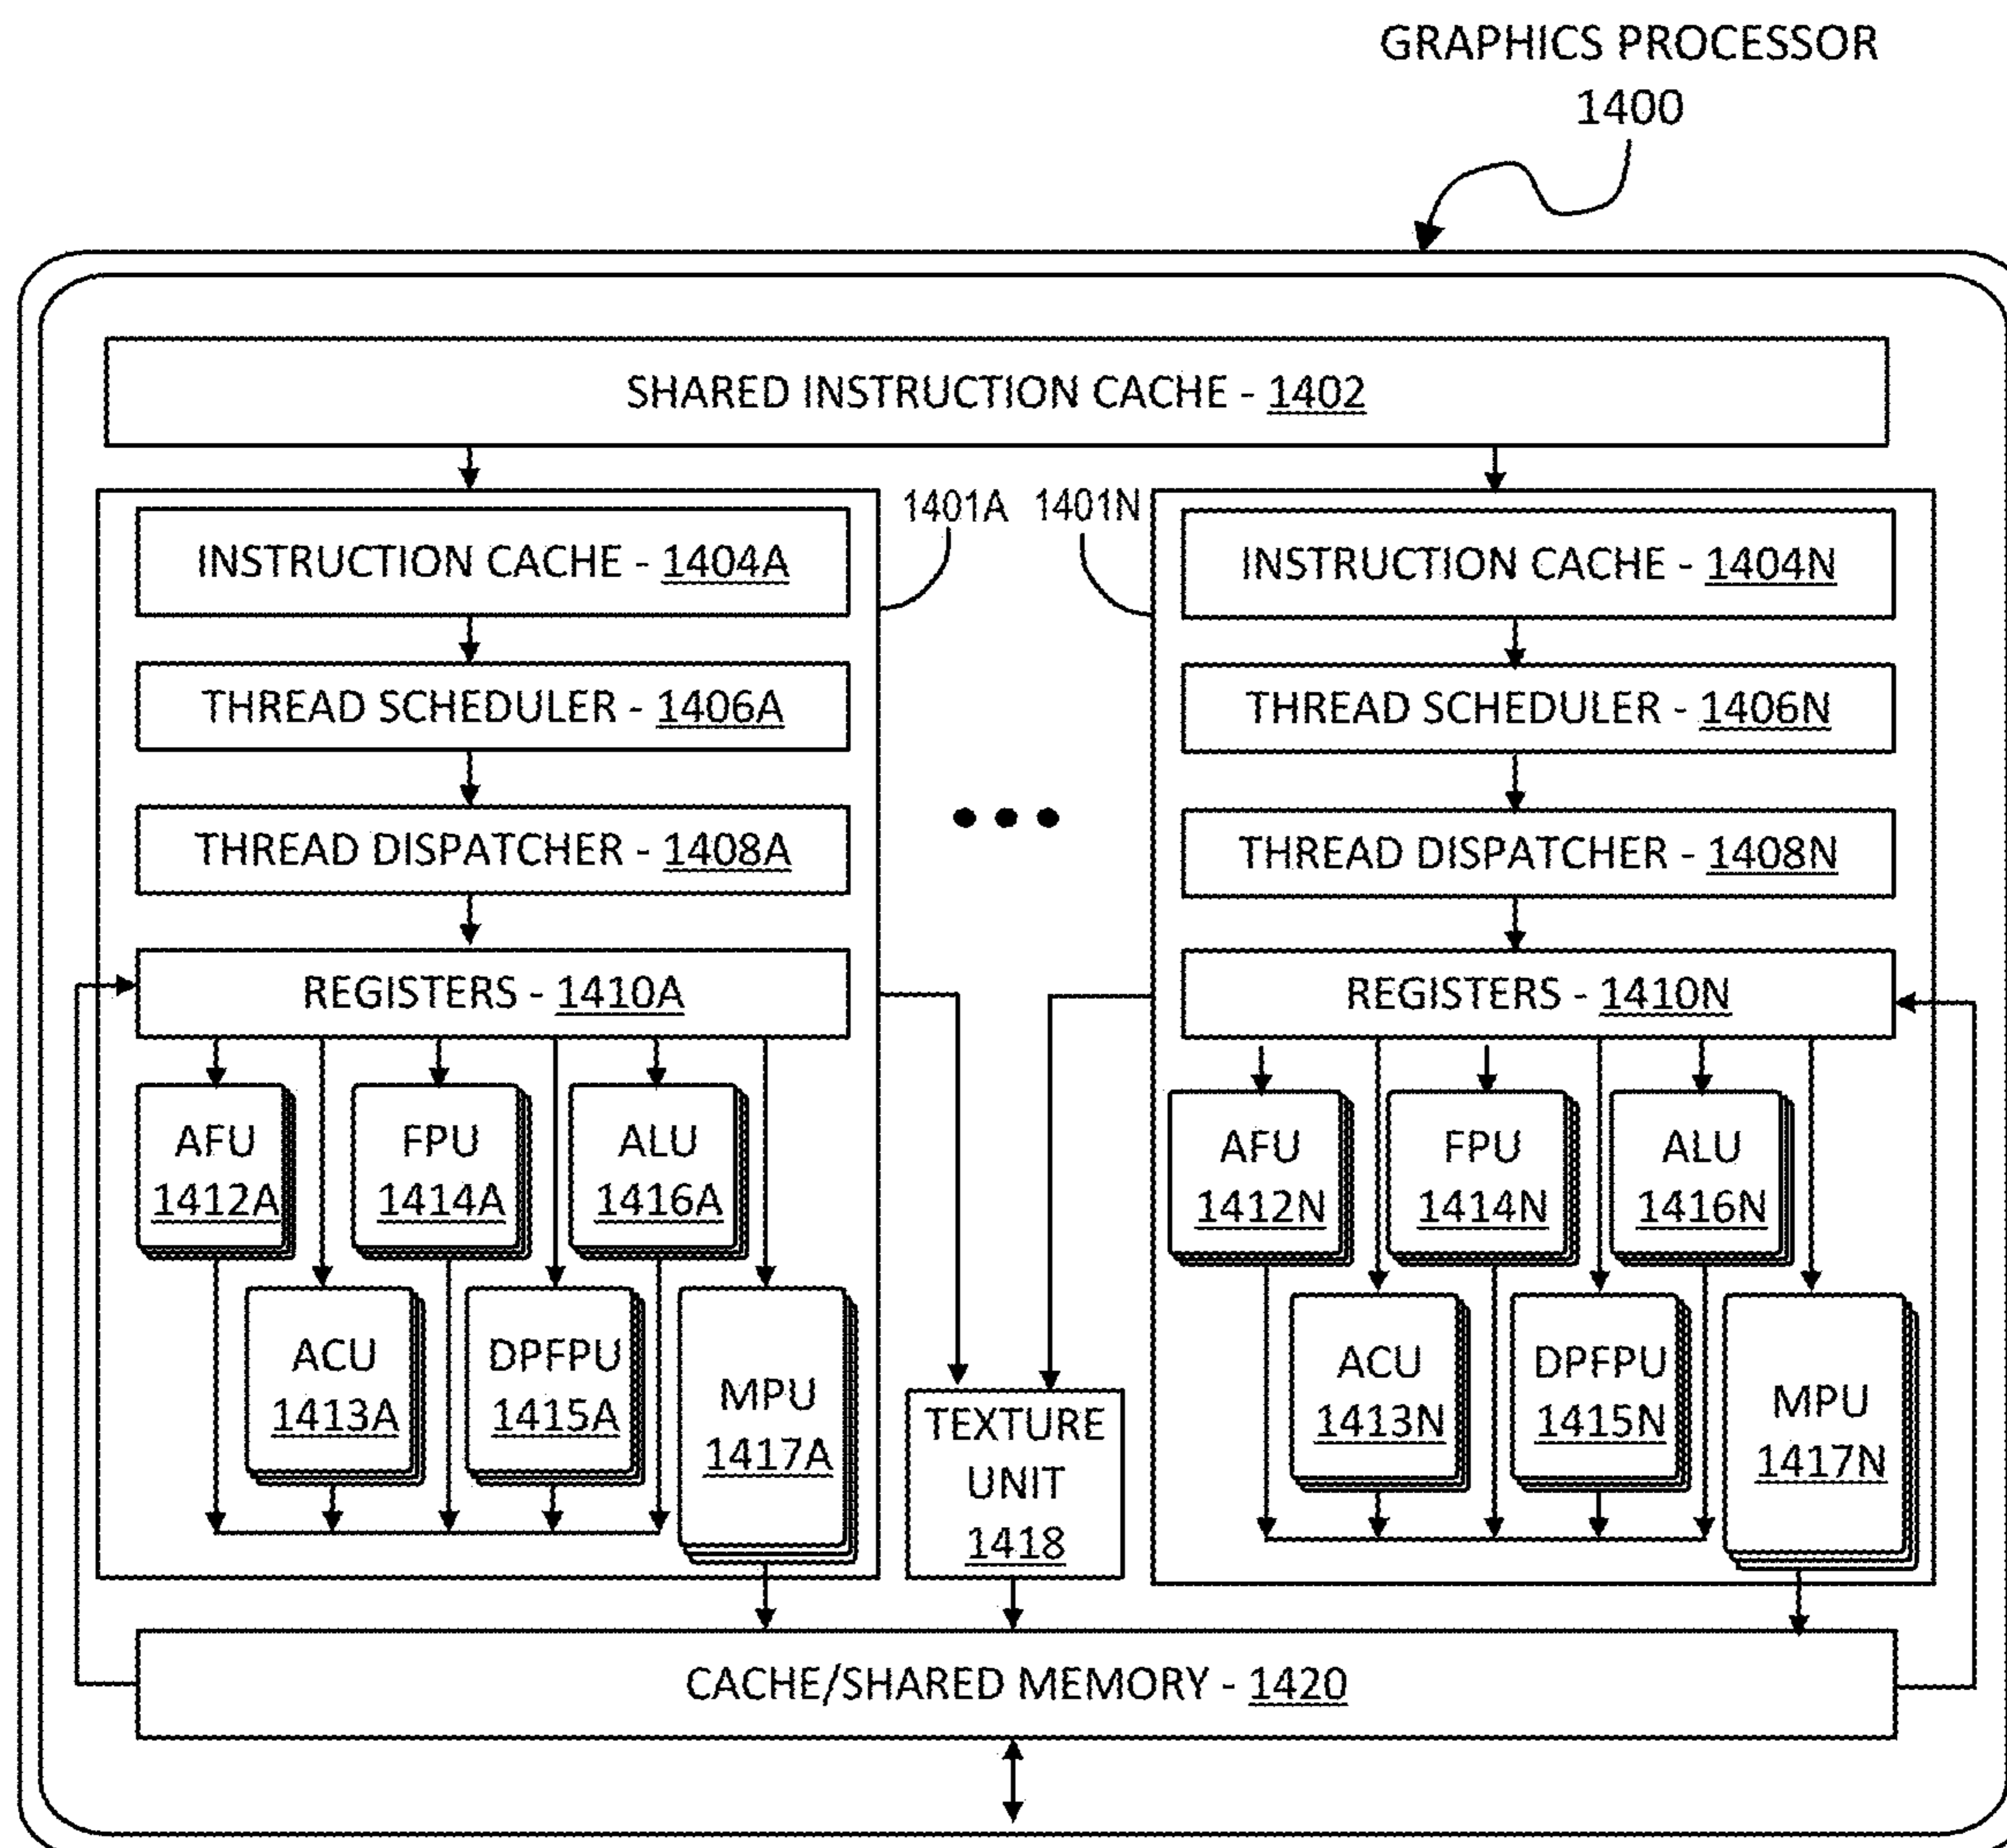 GRAPHICS PROCESSOR
1400
SHARED INSTRUCTION CACHE - 1402
1401A
1401N
INSTRUCTION CACHE - 1404A
THREAD SCHEDULER - 1406A
THREAD DISPATCHER - 1408A
REGISTERS - 1410A
AFU
1412A
FPU
1414A
ALU
1416A
ACU
1413A
DPFPU
1415A
MPU
1417A
INSTRUCTION CACHE - 1404N
THREAD SCHEDULER - 1406N
THREAD DISPATCHER - 1408N
REGISTERS - 1410N
AFU
1412N
FPU
1414N
ALU
1416N
ACU
1413N
DPFPU
1415N
MPU
1417N
TEXTURE
UNIT
1418
CACHE/SHARED MEMORY - 1420